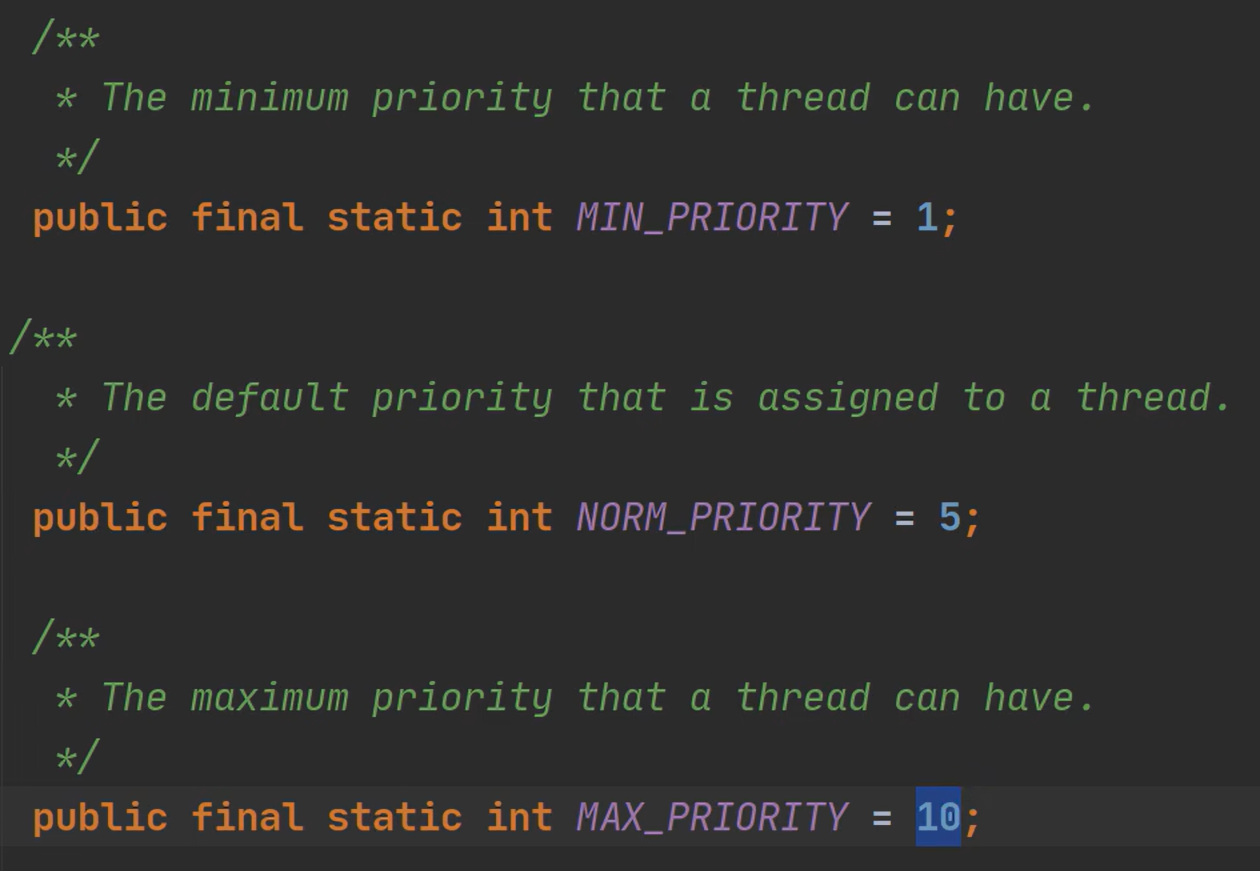 /**
* The minimum priority that a thread can have.
*/
public final static int MIN_PRIORITY = 1;
/**
* The default priority that is assigned to a thread.
*/
public final static int NORM_PRIORITY = 5;
/**
* The maximum priority that a thread can have.
*/
public final static int MAX_PRIORITY = 10;